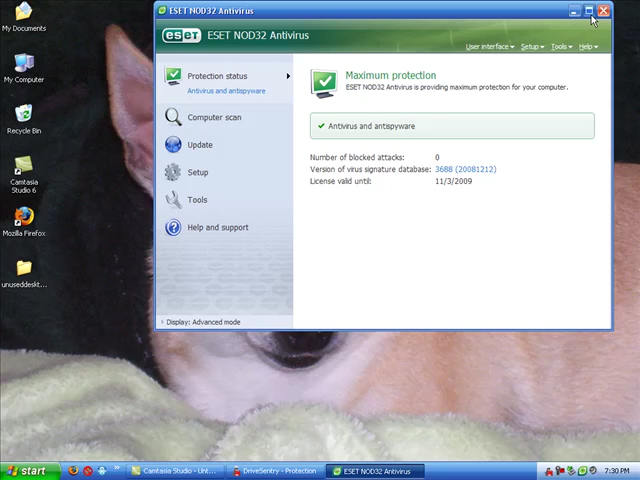 My Documents
My Computer
Recycle Bin
Camtasia
Studio 6
Mozilla Firefox
unuseddeskt...
ESET NOD32 Antivirus
eset ESET NOD32 Antivirus
User interface Setup Tools Help
Protection status
Antivirus and antispyware
Computer scan
Update
Setup
Tools
Help and support
Display: Advanced mode
Maximum protection
ESET NOD32 Antivirus is providing maximum protection for your computer.
Antivirus and antispyware
Number of blocked attacks: 0
Version of virus signature database: 3688 (20081212)
License valid until: 11/3/2009
start
»
Camtasia Studio - Unt...
DriveSentry - Protection
ESET NOD32 Antivirus
7:30 PM